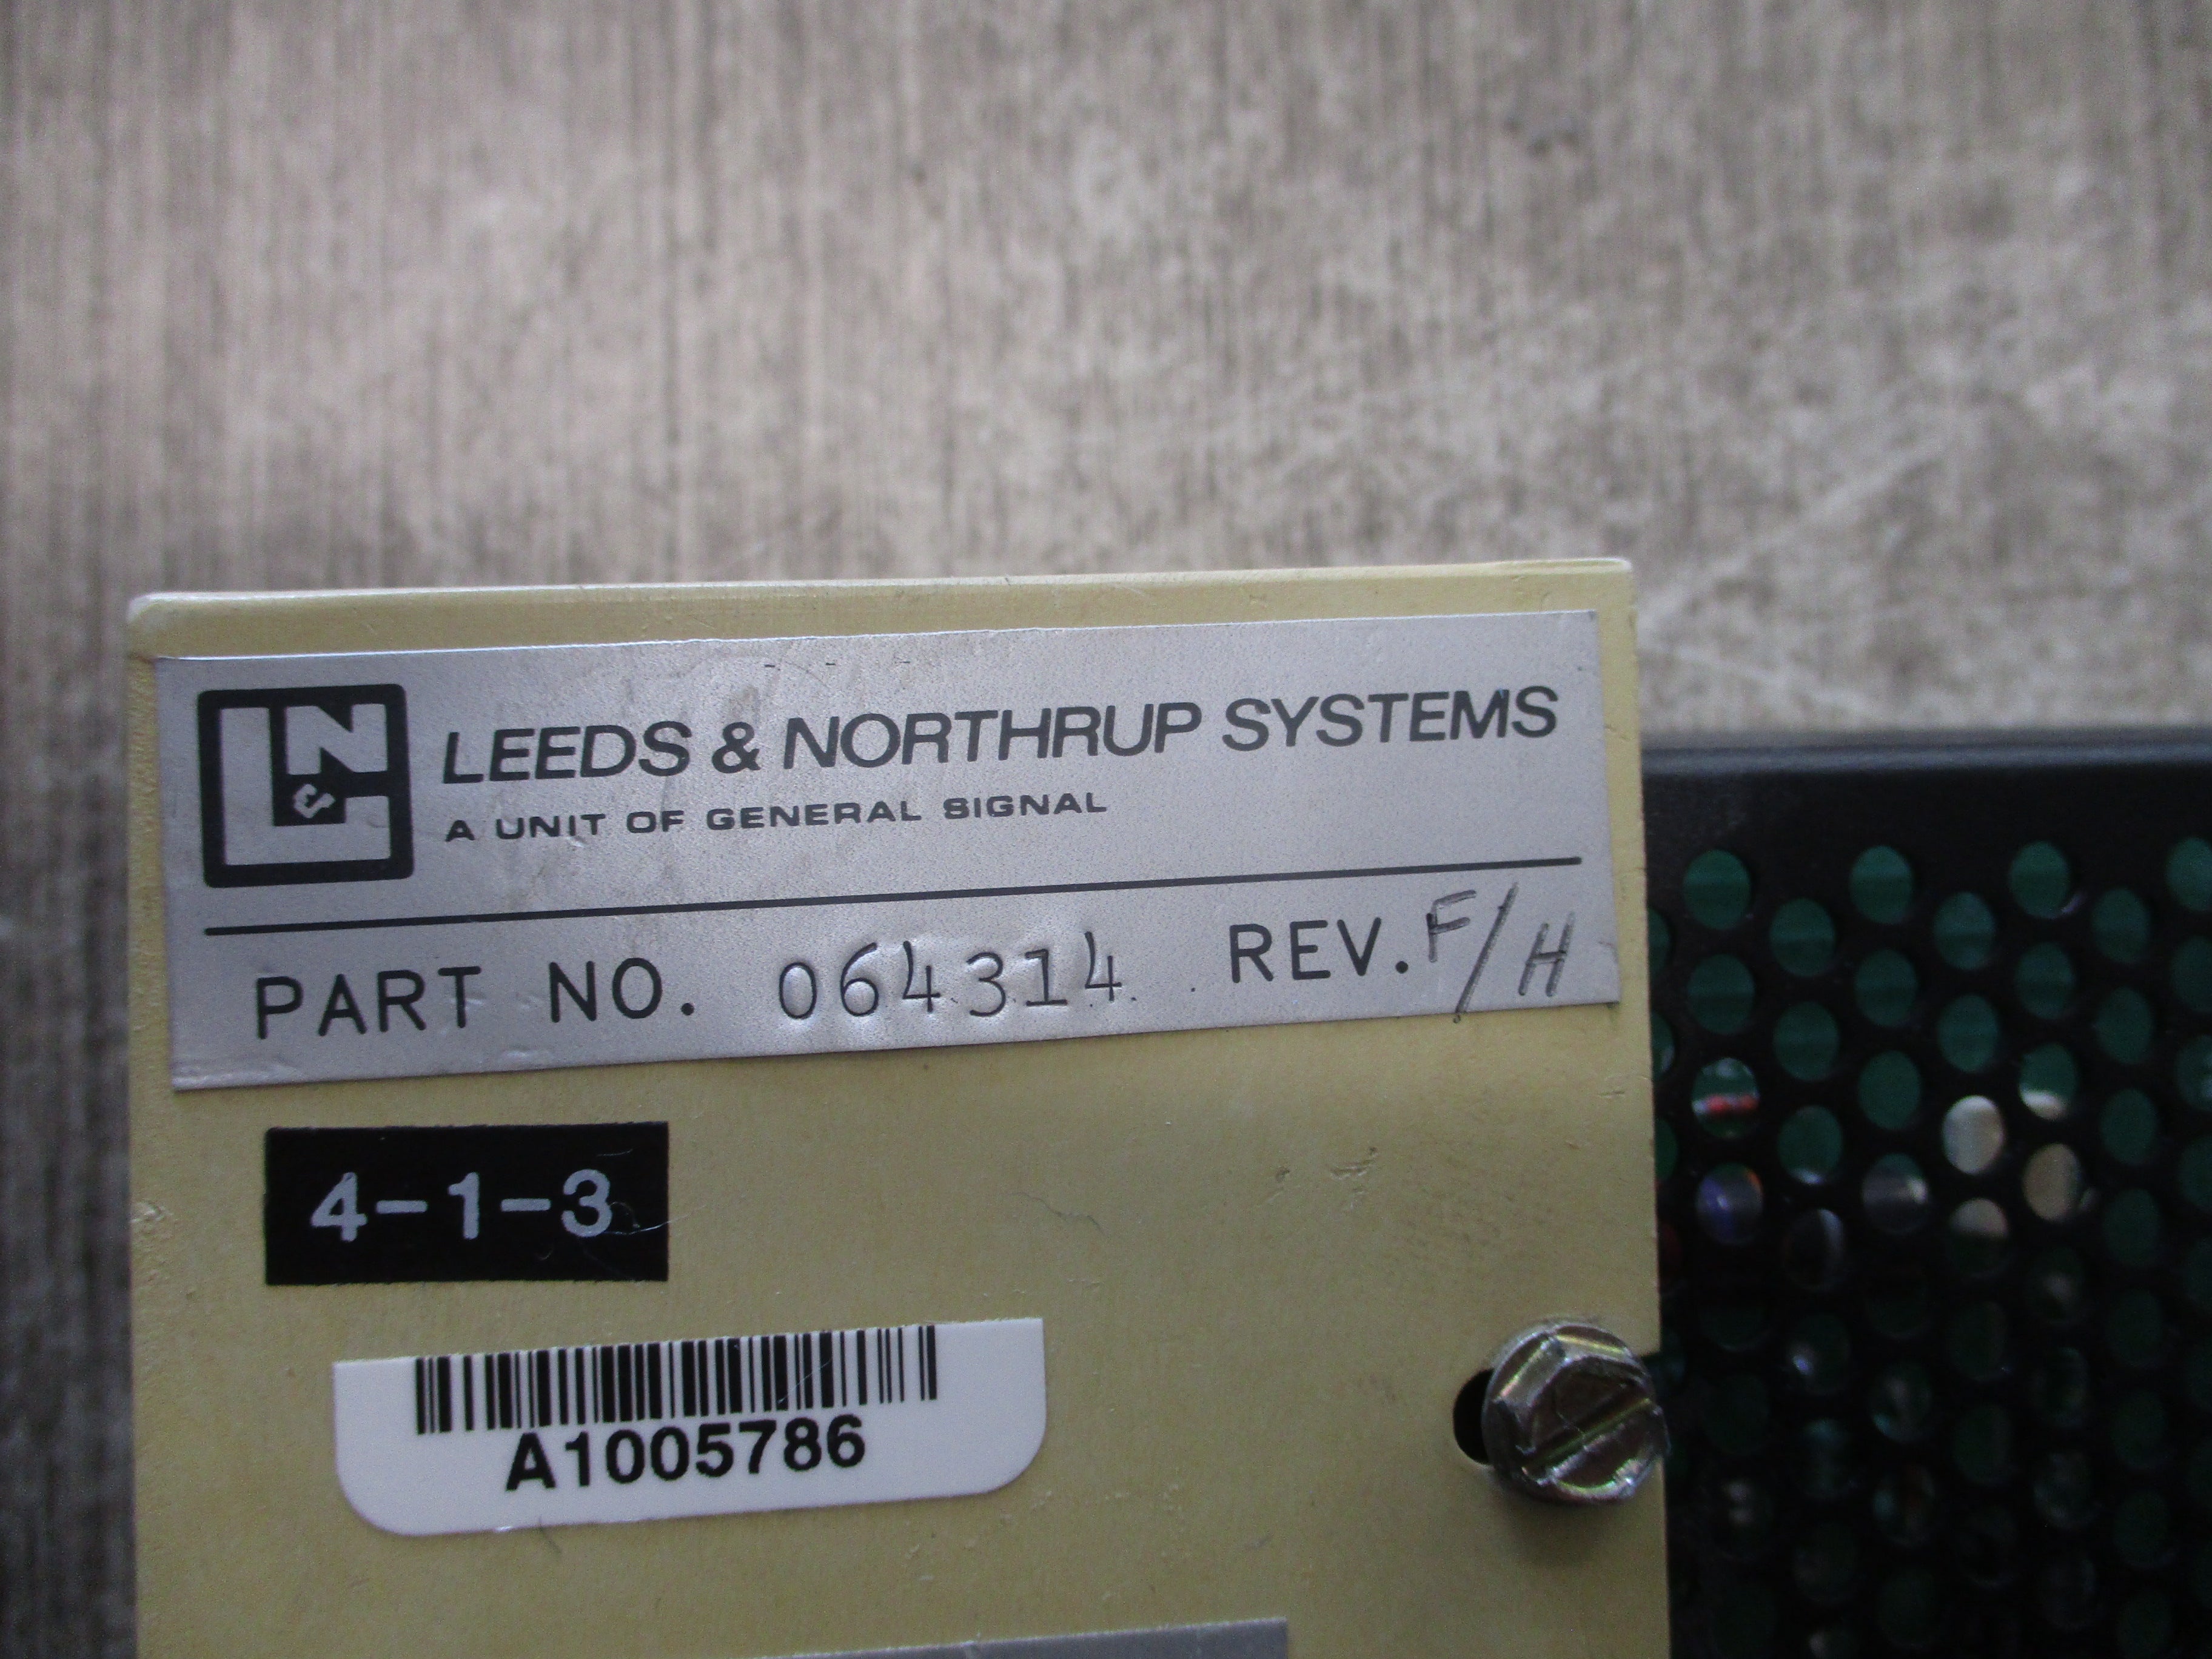 L&N
LEEDS & NORTHRUP SYSTEMS
A UNIT OF GENERAL SIGNAL
PART NO. 064314 REV. F/H
4-1-3
A1005786